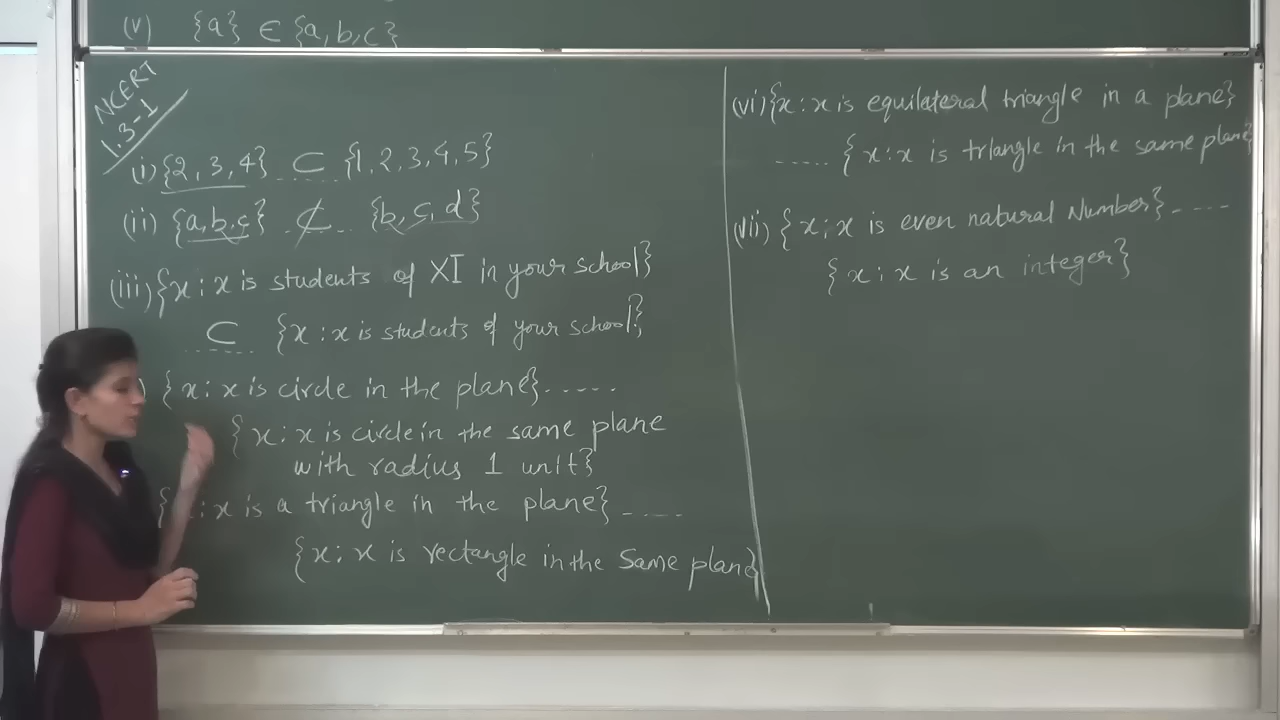 (v) {a} ∈ {a,b,c}
NCERT
1.3-1
(i) {2,3,4} ..⊂.. {1,2,3,4,5}
(ii) {a,b,c} ..⊄.. {b,c,d}
(iii) {x : x is students of XI in your school}
..⊂.. {x : x is students of your school}
) {x : x is circle in the plane}.....
{x : x is circle in the same plane
with radius 1 unit}
{ : x is a triangle in the plane}.....
{x : x is rectangle in the same plane}
(vi) {x : x is equilateral triangle in a plane}
..... {x : x is triangle in the same plane}
(vii) {x : x is even natural Number}.....
{x : x is an integer}